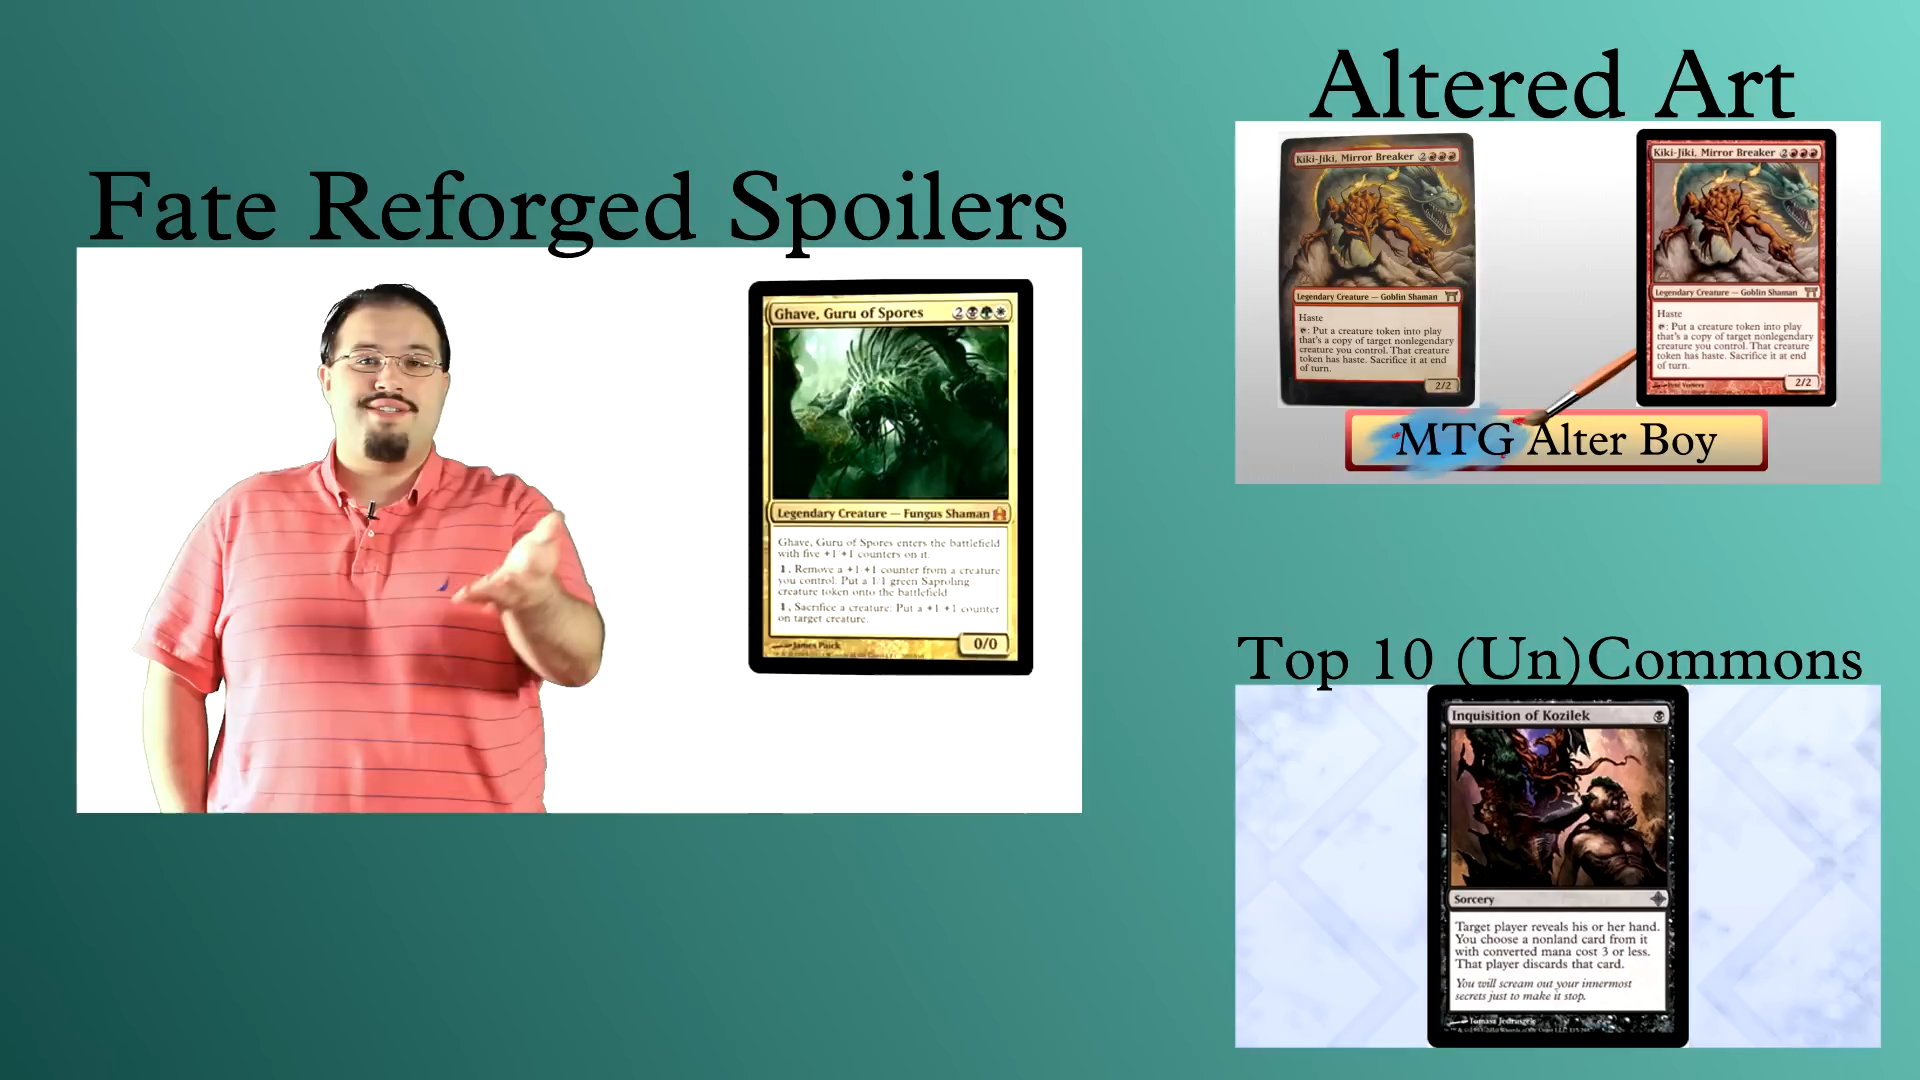 Fate Reforged Spoilers
Ghave, Guru of Spores 2
Legendary Creature — Fungus Shaman
Ghave, Guru of Spores enters the battlefield
with five +1/+1 counters on it.
1, Remove a +1/+1 counter from a creature
you control: Put a 1/1 green Saproling
creature token onto the battlefield.
1, Sacrifice a creature: Put a +1/+1 counter
on target creature.
James Paick
0/0
Altered Art
Kiki-Jiki, Mirror Breaker 2
Legendary Creature — Goblin Shaman
Haste
: Put a creature token into play
that's a copy of target nonlegendary
creature you control. That creature
token has haste. Sacrifice it at end
of turn.
2/2
Kiki-Jiki, Mirror Breaker 2
Legendary Creature — Goblin Shaman
Haste
: Put a creature token into play
that's a copy of target nonlegendary
creature you control. That creature
token has haste. Sacrifice it at end
of turn.
2/2
MTG Alter Boy
Top 10 (Un)Commons
Inquisition of Kozilek
Sorcery
Target player reveals his or her hand.
You choose a nonland card from it
with converted mana cost 3 or less.
That player discards that card.
You will scream out your innermost
secrets just to make it stop.
Tomasz Jedruszek